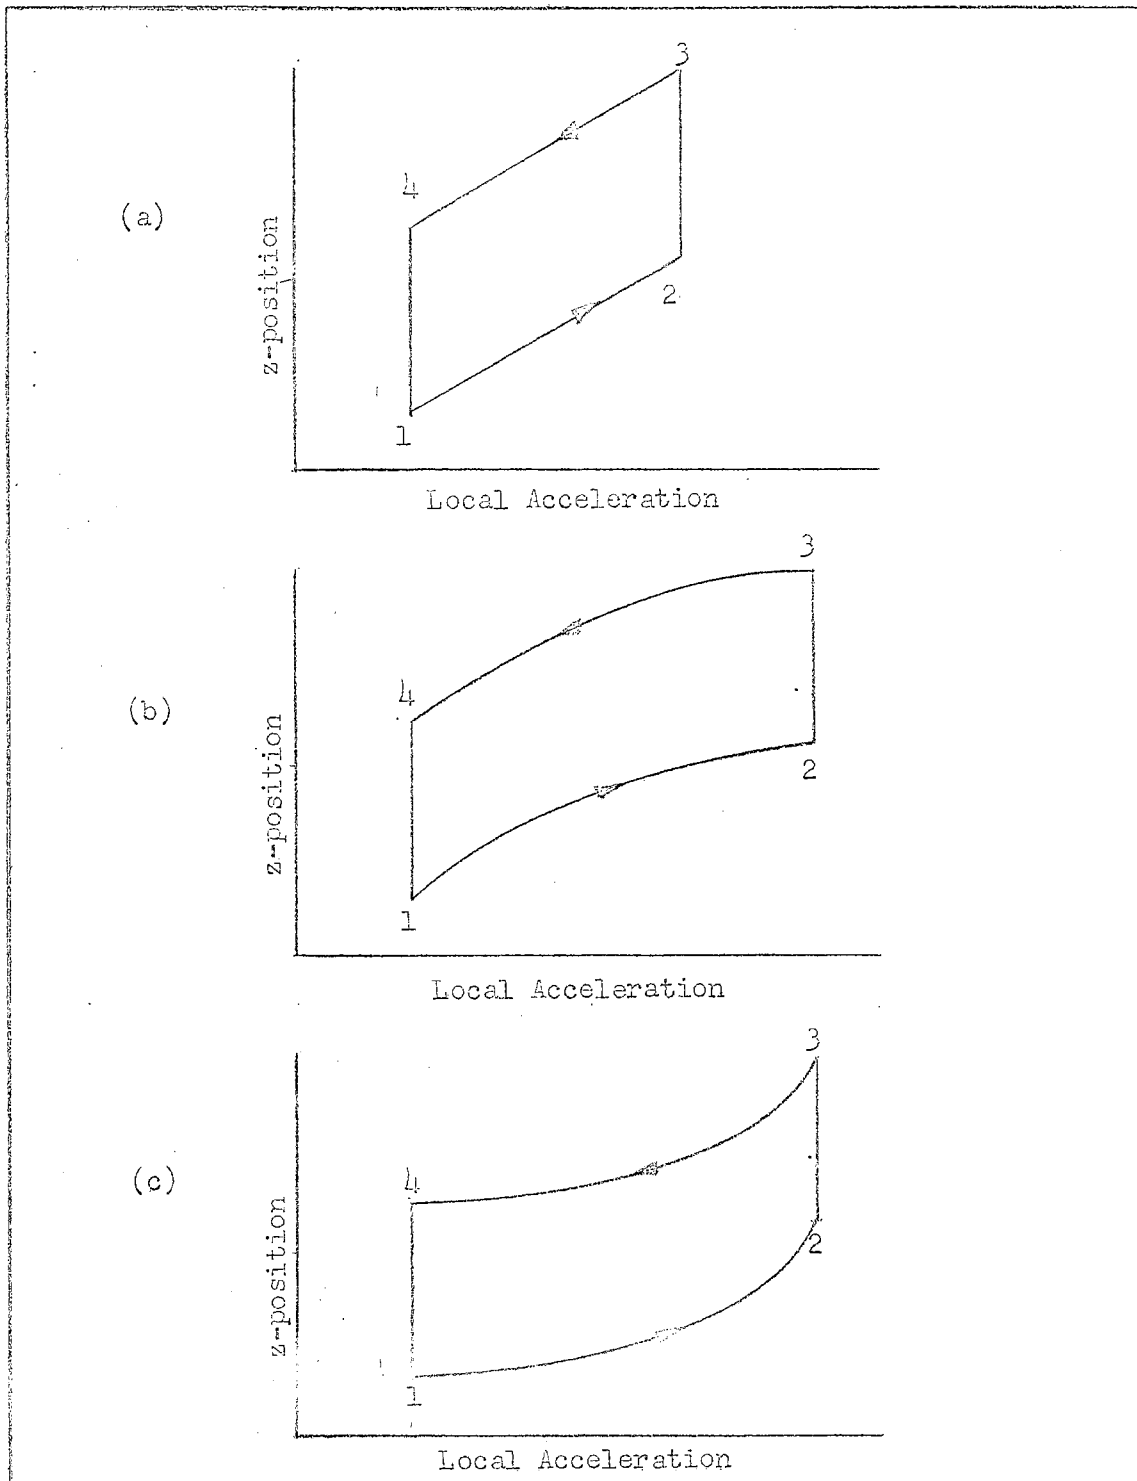 3
4
(a)
z-position
2
1
Local Acceleration
3
4
(b)
z-position
2
1
Local Acceleration
3
4
(c)
z-position
2
1
Local Acceleration